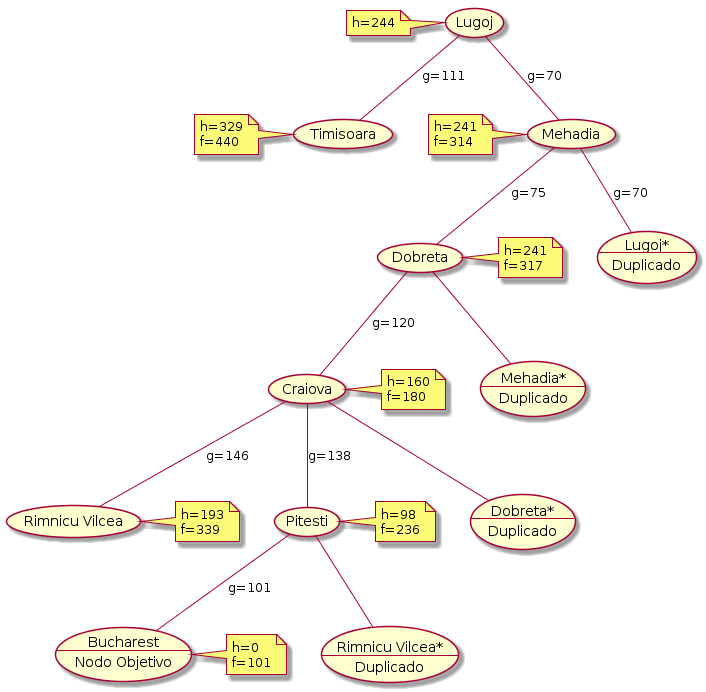 h=244
Lugoj
g=111
g=70
h=329
f=440
Timisoara
h=241
f=314
Mehadia
g=75
g=70
Dobreta
h=241
f=317
Lugoj*
Duplicado
g=120
Craiova
h=160
f=180
Mehadia*
Duplicado
g=146
g=138
Rimnicu Vilcea
h=193
f=339
Pitesti
h=98
f=236
Dobreta*
Duplicado
g=101
Bucharest
Nodo Objetivo
h=0
f=101
Rimnicu Vilcea*
Duplicado